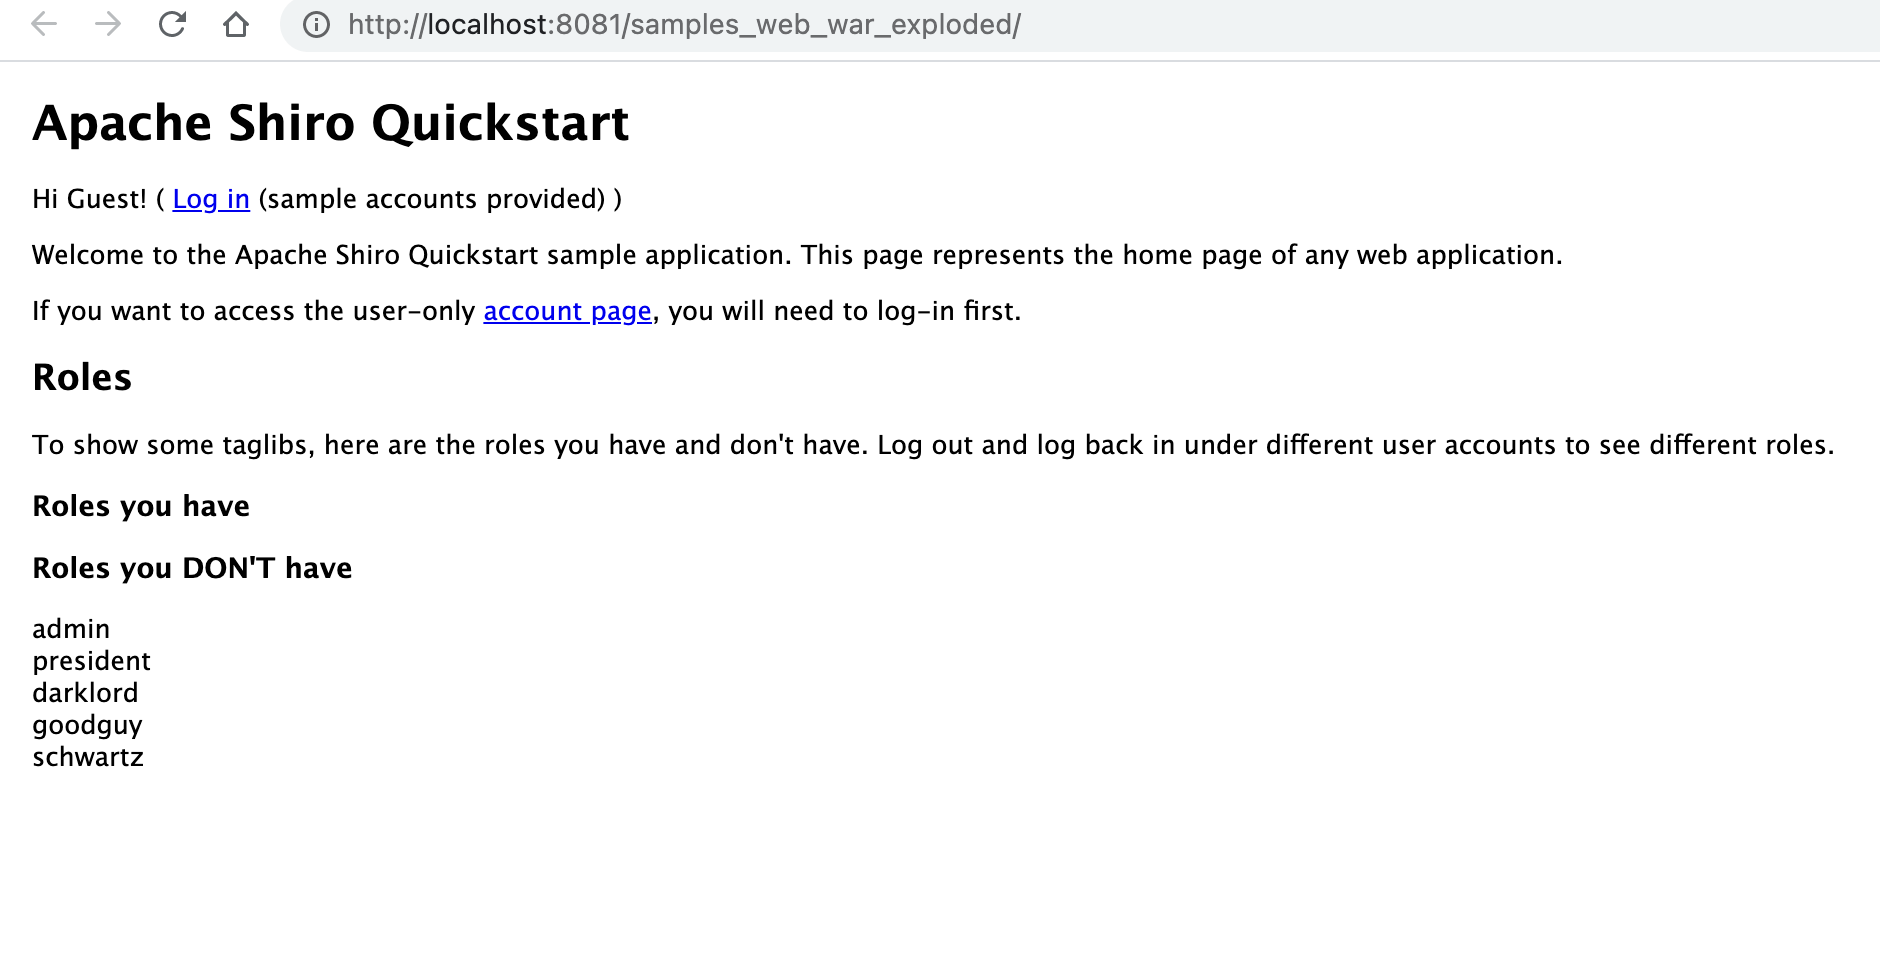 http://localhost:8081/samples_web_war_exploded/
Apache Shiro Quickstart
Hi Guest! ( Log in (sample accounts provided) )
Welcome to the Apache Shiro Quickstart sample application. This page represents the home page of any web application.
If you want to access the user-only account page, you will need to log-in first.
Roles
To show some taglibs, here are the roles you have and don't have. Log out and log back in under different user accounts to see different roles.
Roles you have
Roles you DON'T have
admin
president
darklord
goodguy
schwartz